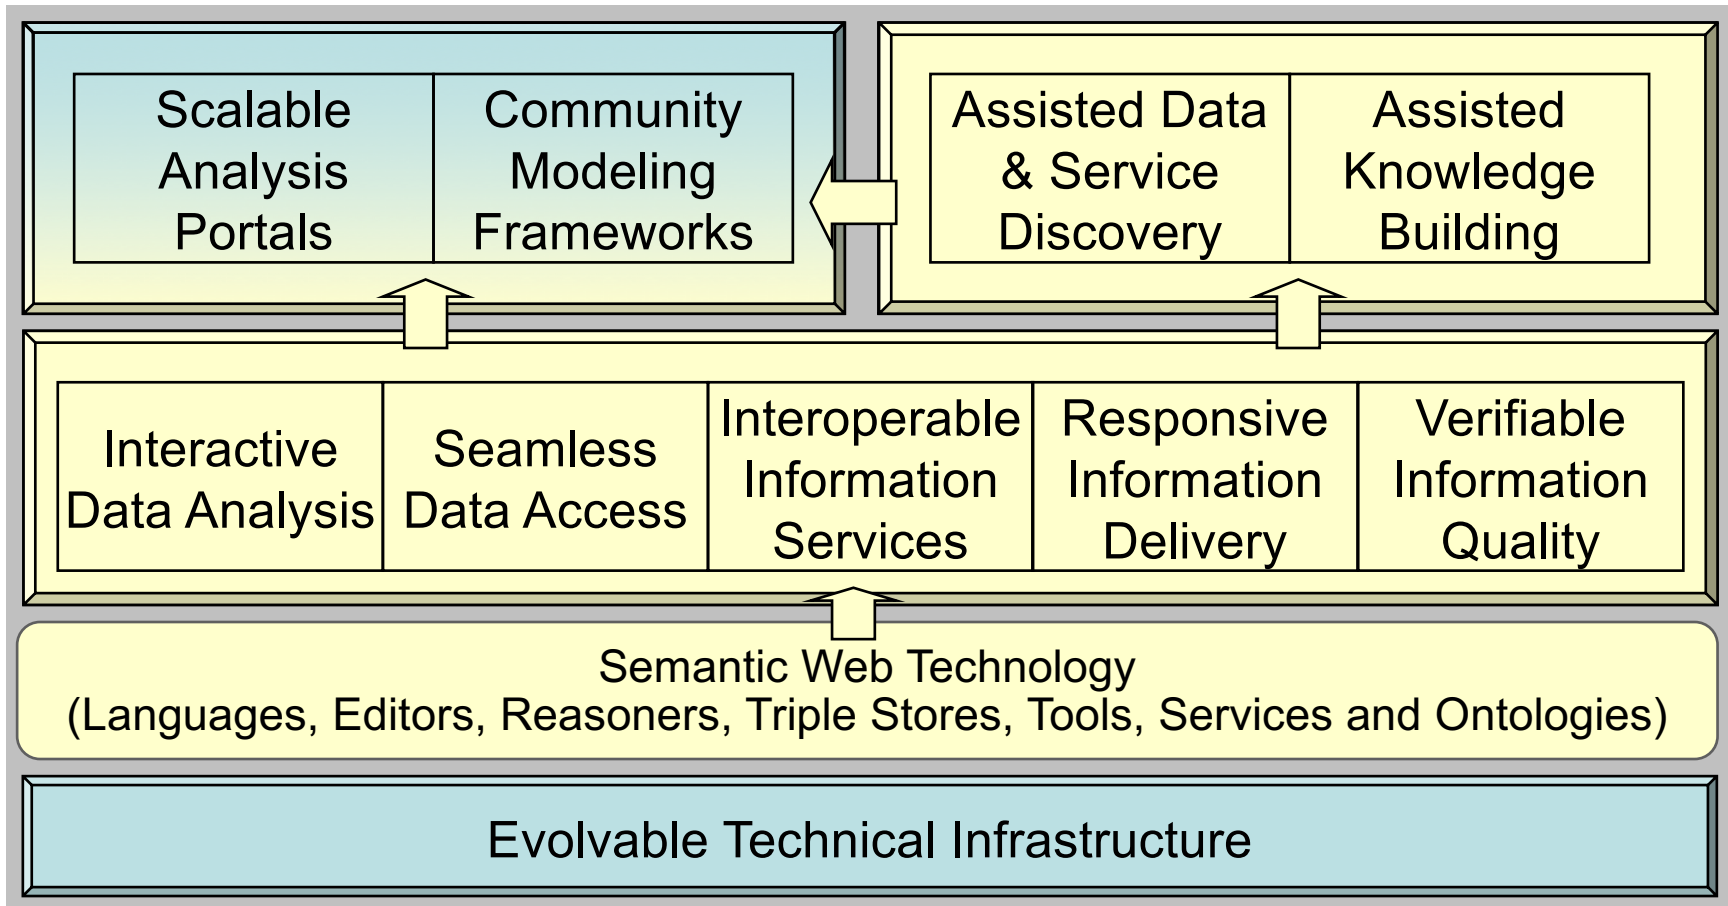 Scalable
Analysis
Portals
Community
Modeling
Frameworks
Assisted Data
& Service
Discovery
Assisted
Knowledge
Building
Interactive
Data Analysis
Seamless
Data Access
Interoperable
Information
Services
Responsive
Information
Delivery
Verifiable
Information
Quality
Semantic Web Technology
(Languages, Editors, Reasoners, Triple Stores, Tools, Services and Ontologies)
Evolvable Technical Infrastructure